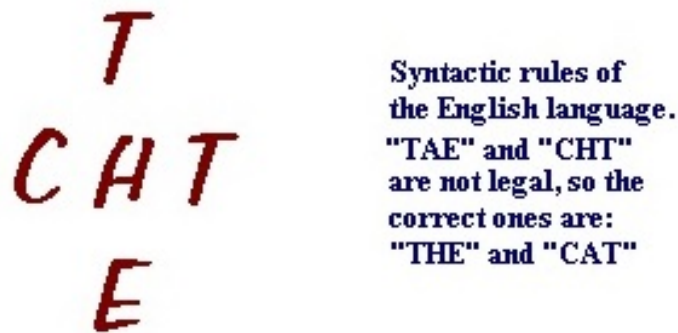 T
C H T
E
Syntactic rules of
the English language.
"TAE" and "CHT"
are not legal, so the
correct ones are:
"THE" and "CAT"